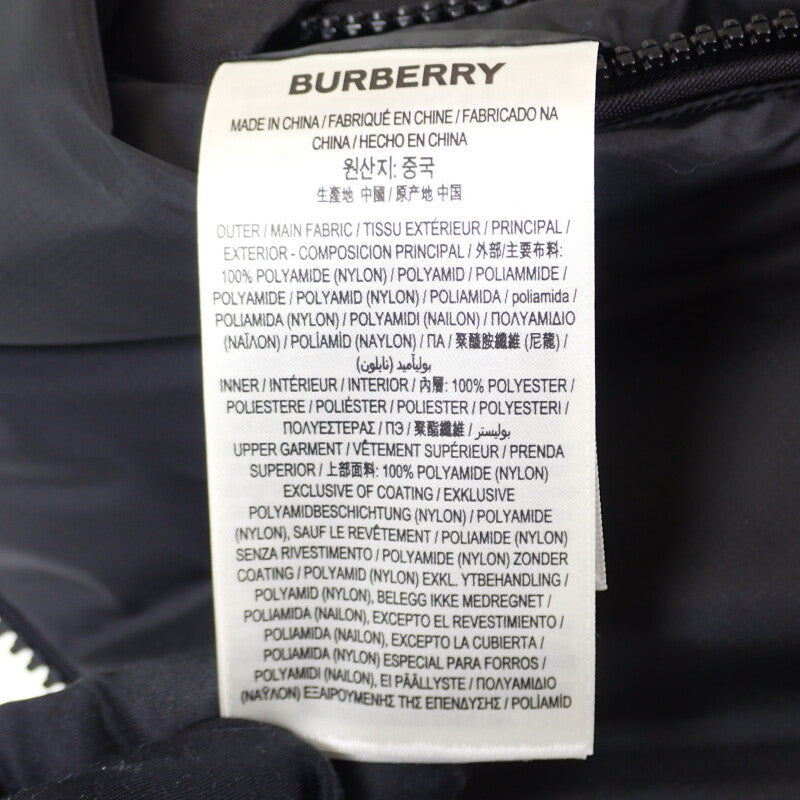 BURBERRY
MADE IN CHINA / FABRIQUÉ EN CHINE / FABRICADO NA
CHINA / HECHO EN CHINA
원산지: 중국
生產地 中國 / 原产地 中国
OUTER / MAIN FABRIC / TISSU EXTÉRIEUR / PRINCIPAL /
EXTERIOR - COMPOSICION PRINCIPAL / 外部/主要布料:
100% POLYAMIDE (NYLON) / POLYAMID / POLIAMMIDE /
POLYAMIDE / POLYAMID (NYLON) / POLIAMIDA / poliamida /
POLIAMIDA (NYLON) / POLYAMIDI (NAILON) / ΠΟΛΥΑΜΙΔΙΟ
(ΝΑΪΛΟΝ) / POLİAMİD (NAYLON) / ПА / 聚醯胺纖維 (尼龍) /
بوليآميد (نايلون)
INNER / INTÉRIEUR / INTERIOR / 內層: 100% POLYESTER /
POLIESTERE / POLIÉSTER / POLIESTER / POLYESTERI /
ΠΟΛΥΕΣΤΕΡΑΣ / ПЭ / 聚酯纖維 / بوليستر
UPPER GARMENT / VÊTEMENT SUPÉRIEUR / PRENDA
SUPERIOR / 上部面料: 100% POLYAMIDE (NYLON)
EXCLUSIVE OF COATING / EXKLUSIVE
POLYAMIDBESCHICHTUNG (NYLON) / POLYAMIDE
(NYLON), SAUF LE REVÊTEMENT / POLIAMIDE (NYLON)
SENZA RIVESTIMENTO / POLYAMIDE (NYLON) ZONDER
COATING / POLYAMID (NYLON) EXKL. YTBEHANDLING /
POLYAMID (NYLON), BELEGG IKKE MEDREGNET /
POLIAMIDA (NAILON), EXCEPTO EL REVESTIMIENTO /
POLIAMIDA (NAILON), EXCEPTO LA CUBIERTA /
POLIAMIDA (NYLON) ESPECIAL PARA FORROS /
POLYAMIDI (NAILON), EI PÄÄLLYSTE / ΠΟΛΥΑΜΙΔΙΟ
(ΝΑΫΛΟΝ) ΕΞΑΙΡΟΥΜΕΝΗΣ ΤΗΣ ΕΠΕΝΔΥΣΗΣ / POLİAMİD